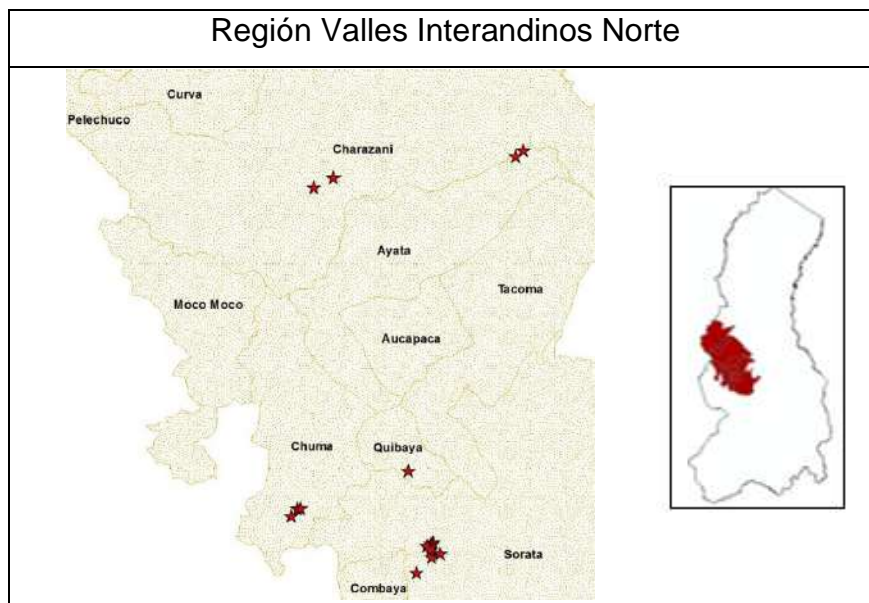 Región Valles Interandinos Norte
Curva
Pelechuco
Charazani
Ayata
Tacoma
Moco Moco
Aucapaca
Chuma
Quibaya
Sorata
Combaya